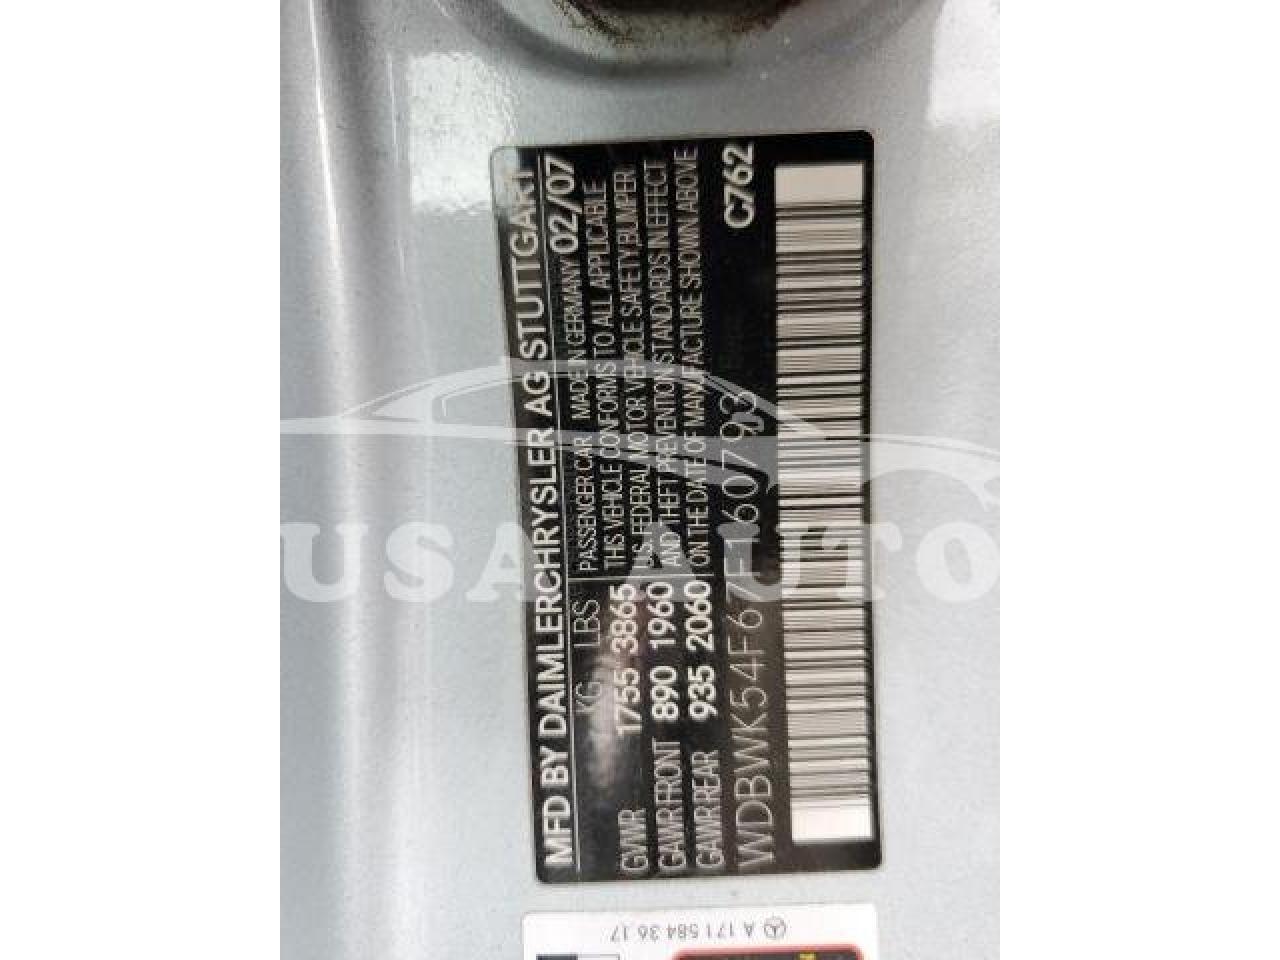 MFD BY DAIMLERCHRYSLER AG STUTTGART
KG LBS PASSENGER CAR MADE IN GERMANY 02/07
THIS VEHICLE CONFORMS TO ALL APPLICABLE
GVWR 1755 3865 U.S. FEDERAL MOTOR VEHICLE SAFETY BUMPER
GAWR FRONT 890 1960 AND THEFT PREVENTION STANDARDS IN EFFECT
GAWR REAR 935 2060 ON THE DATE OF MANUFACTURE SHOWN ABOVE
WDBWK54F67F160793 C762
USA AUTO
A 171 584 36 17